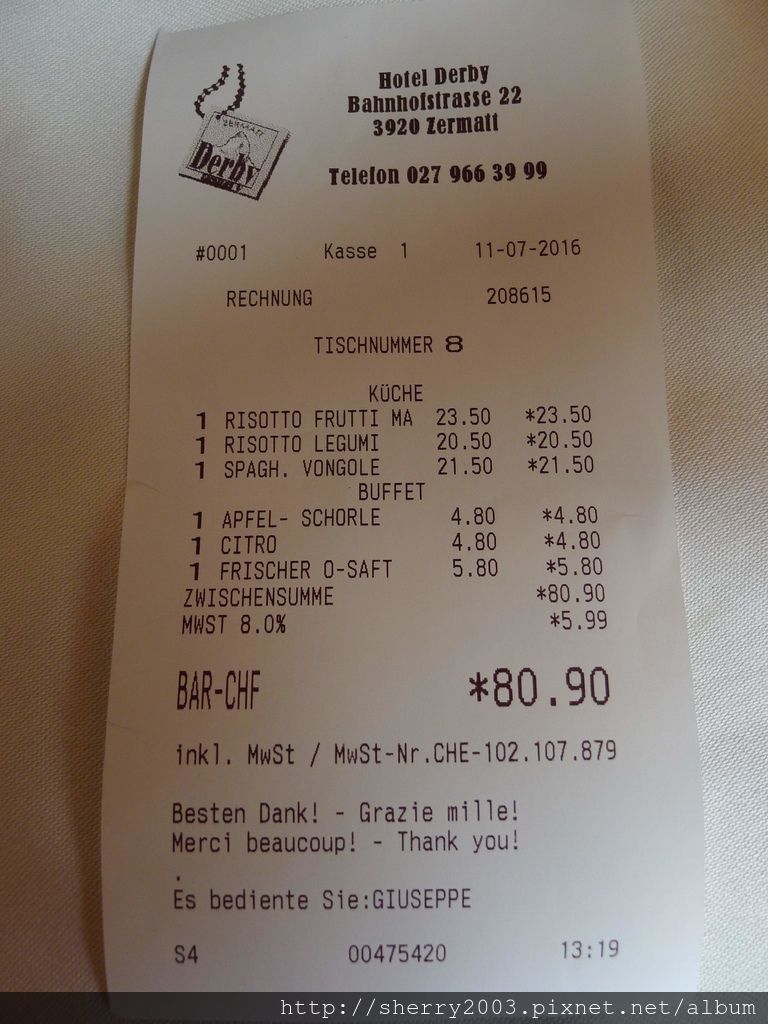 ZERMATT
Derby
Hotel Derby
Bahnhofstrasse 22
3920 Zermatt
Telefon 027 966 39 99
#0001 Kasse 1 11-07-2016
RECHNUNG 208615
TISCHNUMMER 8
KÜCHE
1 RISOTTO FRUTTI MA 23.50 *23.50
1 RISOTTO LEGUMI 20.50 *20.50
1 SPAGH. VONGOLE 21.50 *21.50
BUFFET
1 APFEL- SCHORLE 4.80 *4.80
1 CITRO 4.80 *4.80
1 FRISCHER O-SAFT 5.80 *5.80
ZWISCHENSUMME *80.90
MWST 8.0% *5.99
BAR-CHF *80.90
inkl. MwSt / MwSt-Nr.CHE-102.107.879
Besten Dank! - Grazie mille!
Merci beaucoup! - Thank you!
.
Es bediente Sie:GIUSEPPE
S4 00475420 13:19
http://sherry2003.pixnet.net/album